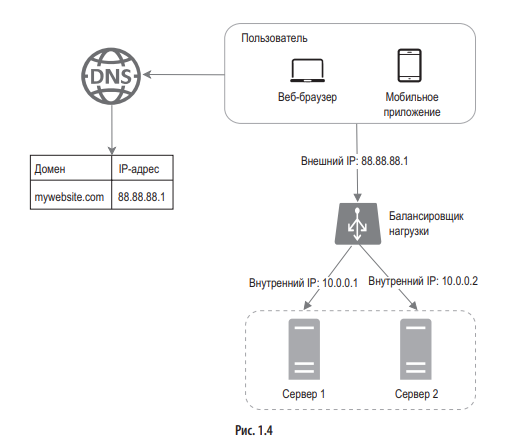 Пользователь
DNS
Веб-браузер
Мобильное
приложение
Внешний IP: 88.88.88.1
Домен
IP-адрес
mywebsite.com
88.88.88.1
Балансировщик
нагрузки
Внутренний IP: 10.0.0.1
Внутренний IP: 10.0.0.2
Сервер 1
Сервер 2
Рис. 1.4